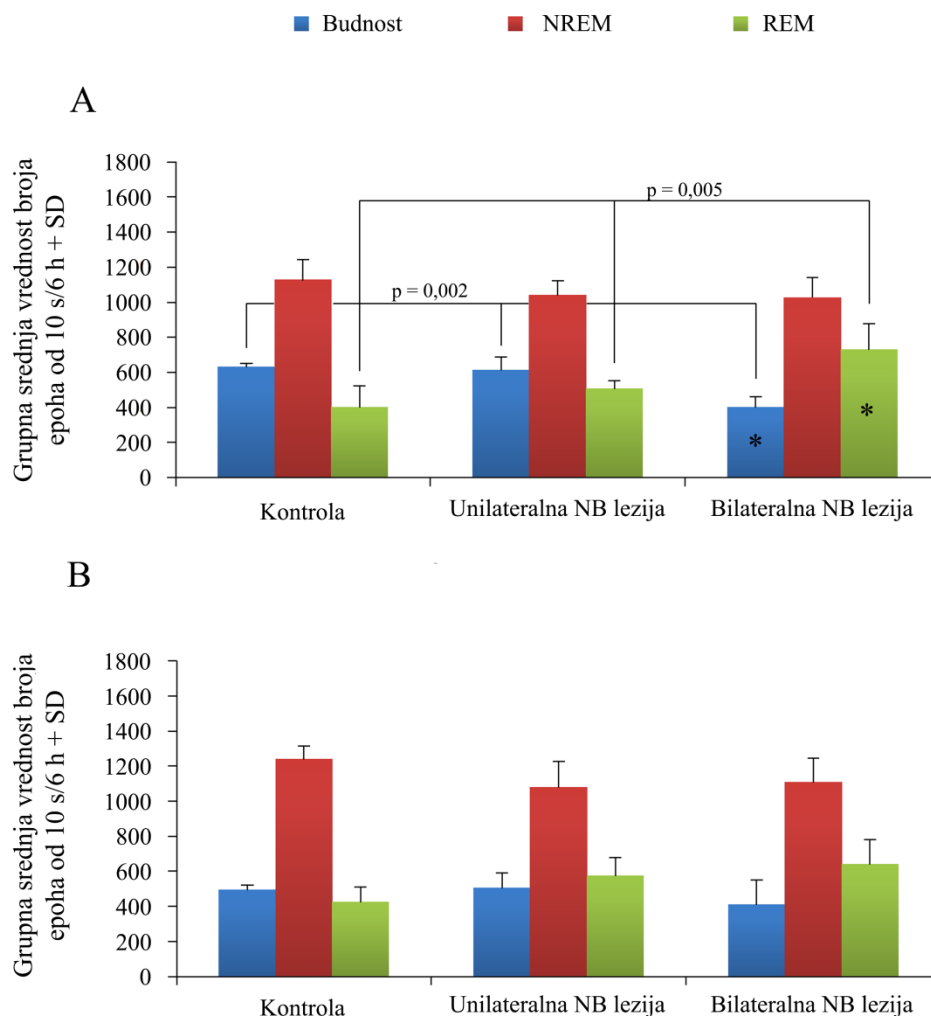 Budnost NREM REM
A
Grupna srednja vrednost broja
epoha od 10 s/6 h + SD
1800
1600
1400
1200
1000
800
600
400
200
0
p = 0,005
p = 0,002
*
*
Kontrola Unilateralna NB lezija Bilateralna NB lezija
B
Grupna srednja vrednost broja
epoha od 10 s/6 h + SD
1800
1600
1400
1200
1000
800
600
400
200
0
Kontrola Unilateralna NB lezija Bilateralna NB lezija